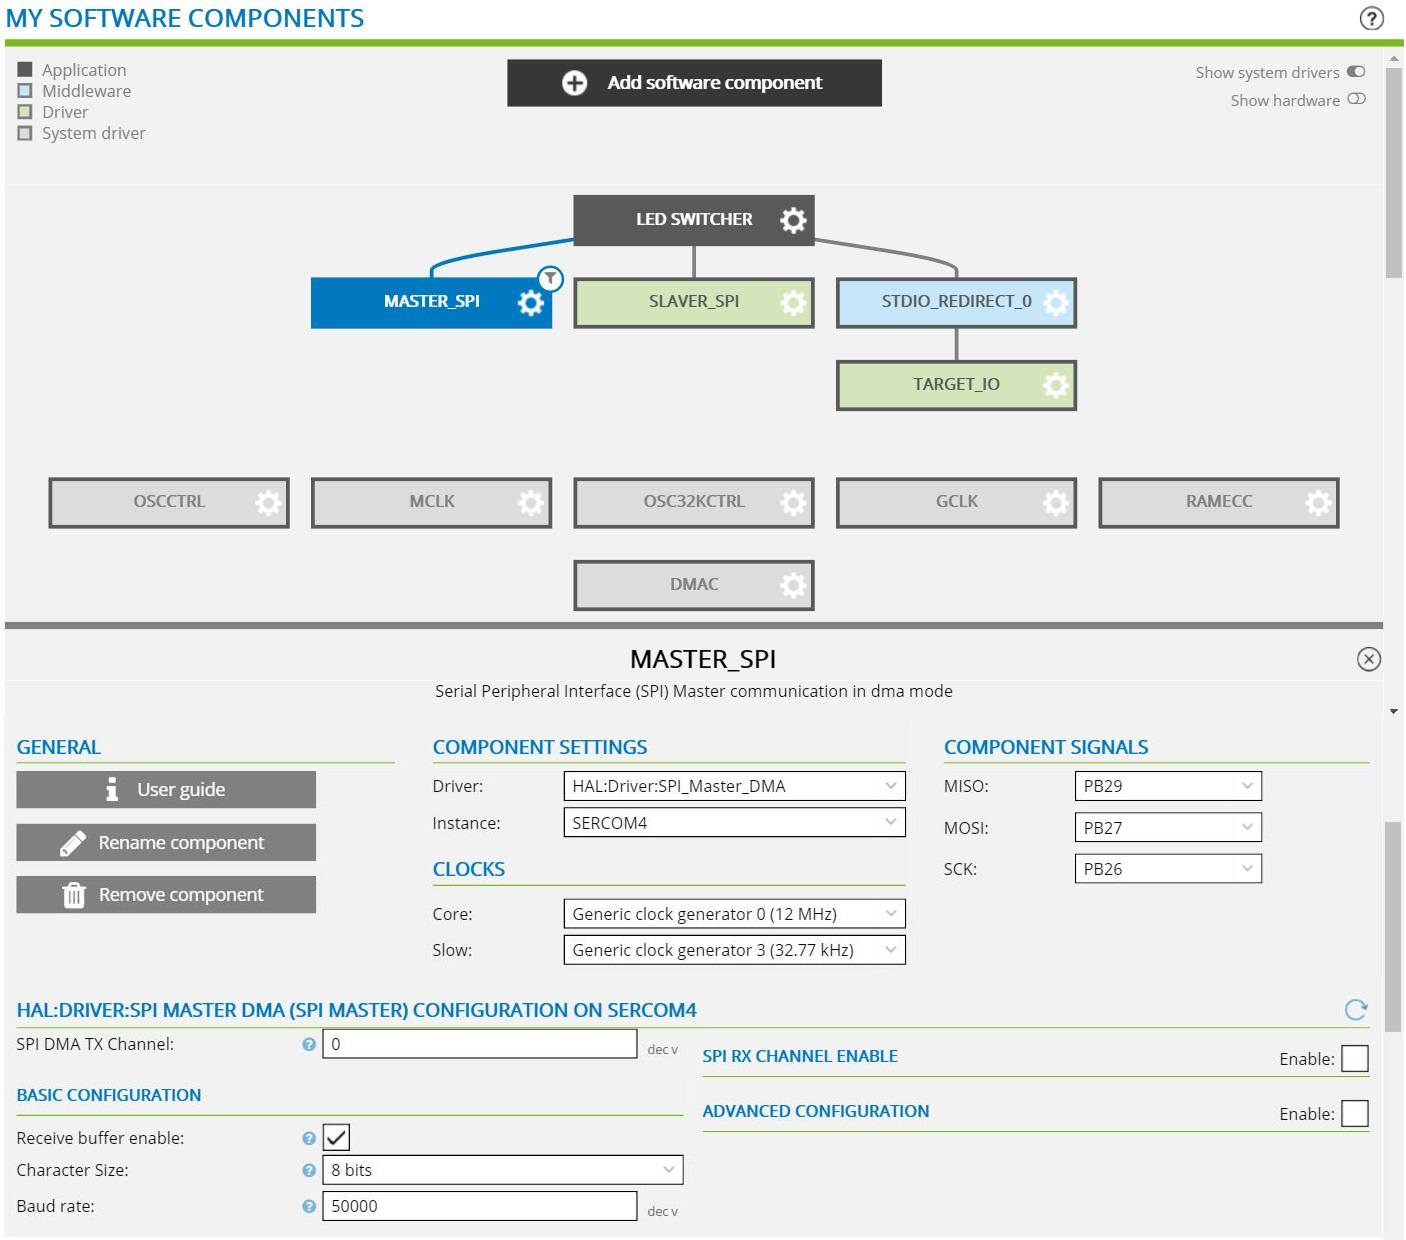 MY SOFTWARE COMPONENTS
?
Application
Middleware
Driver
System driver
Add software component
Show system drivers
Show hardware
LED SWITCHER
MASTER_SPI
SLAVER_SPI
STDIO_REDIRECT_0
TARGET_IO
OSCCTRL
MCLK
OSC32KCTRL
GCLK
RAMECC
DMAC
MASTER_SPI
Serial Peripheral Interface (SPI) Master communication in dma mode
GENERAL
User guide
Rename component
Remove component
COMPONENT SETTINGS
Driver: HAL:Driver:SPI_Master_DMA
Instance: SERCOM4
CLOCKS
Core: Generic clock generator 0 (12 MHz)
Slow: Generic clock generator 3 (32.77 kHz)
COMPONENT SIGNALS
MISO: PB29
MOSI: PB27
SCK: PB26
HAL:DRIVER:SPI MASTER DMA (SPI MASTER) CONFIGURATION ON SERCOM4
SPI DMA TX Channel: ? 0 dec v
BASIC CONFIGURATION
Receive buffer enable: ?
Character Size: ? 8 bits
Baud rate: ? 50000 dec v
SPI RX CHANNEL ENABLE Enable:
ADVANCED CONFIGURATION Enable: